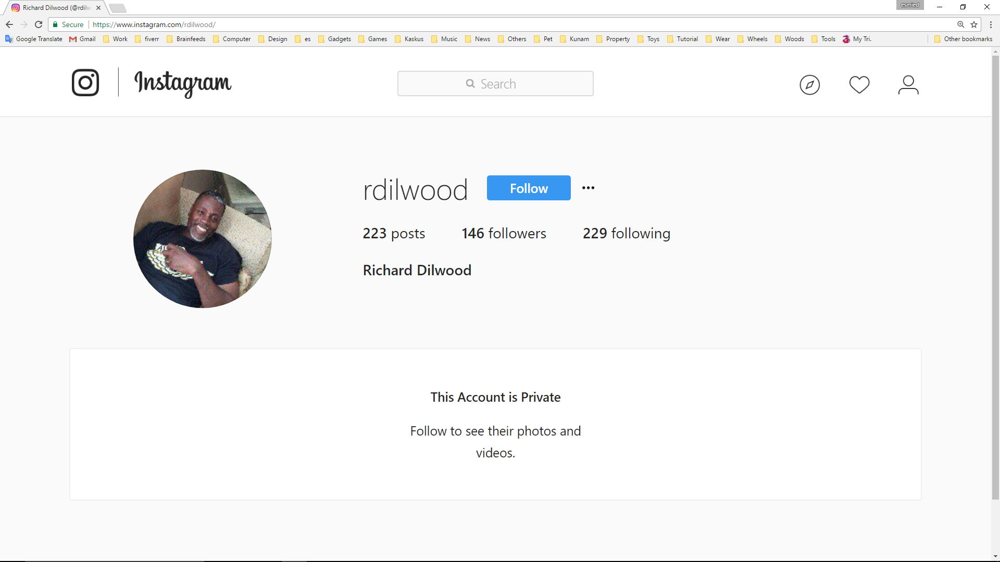 Richard Dilwood (@rdilw
esmied
Secure https://www.instagram.com/rdilwood/
Google Translate Gmail Work fiverr Brainfeeds Computer Design es Gadgets Games Kaskus Music News Others Pet Kunam Property Toys Tutorial Wear Wheels Woods Tools My Tri. Other bookmarks
Instagram Search
rdilwood Follow
223 posts 146 followers 229 following
Richard Dilwood
This Account is Private
Follow to see their photos and
videos.